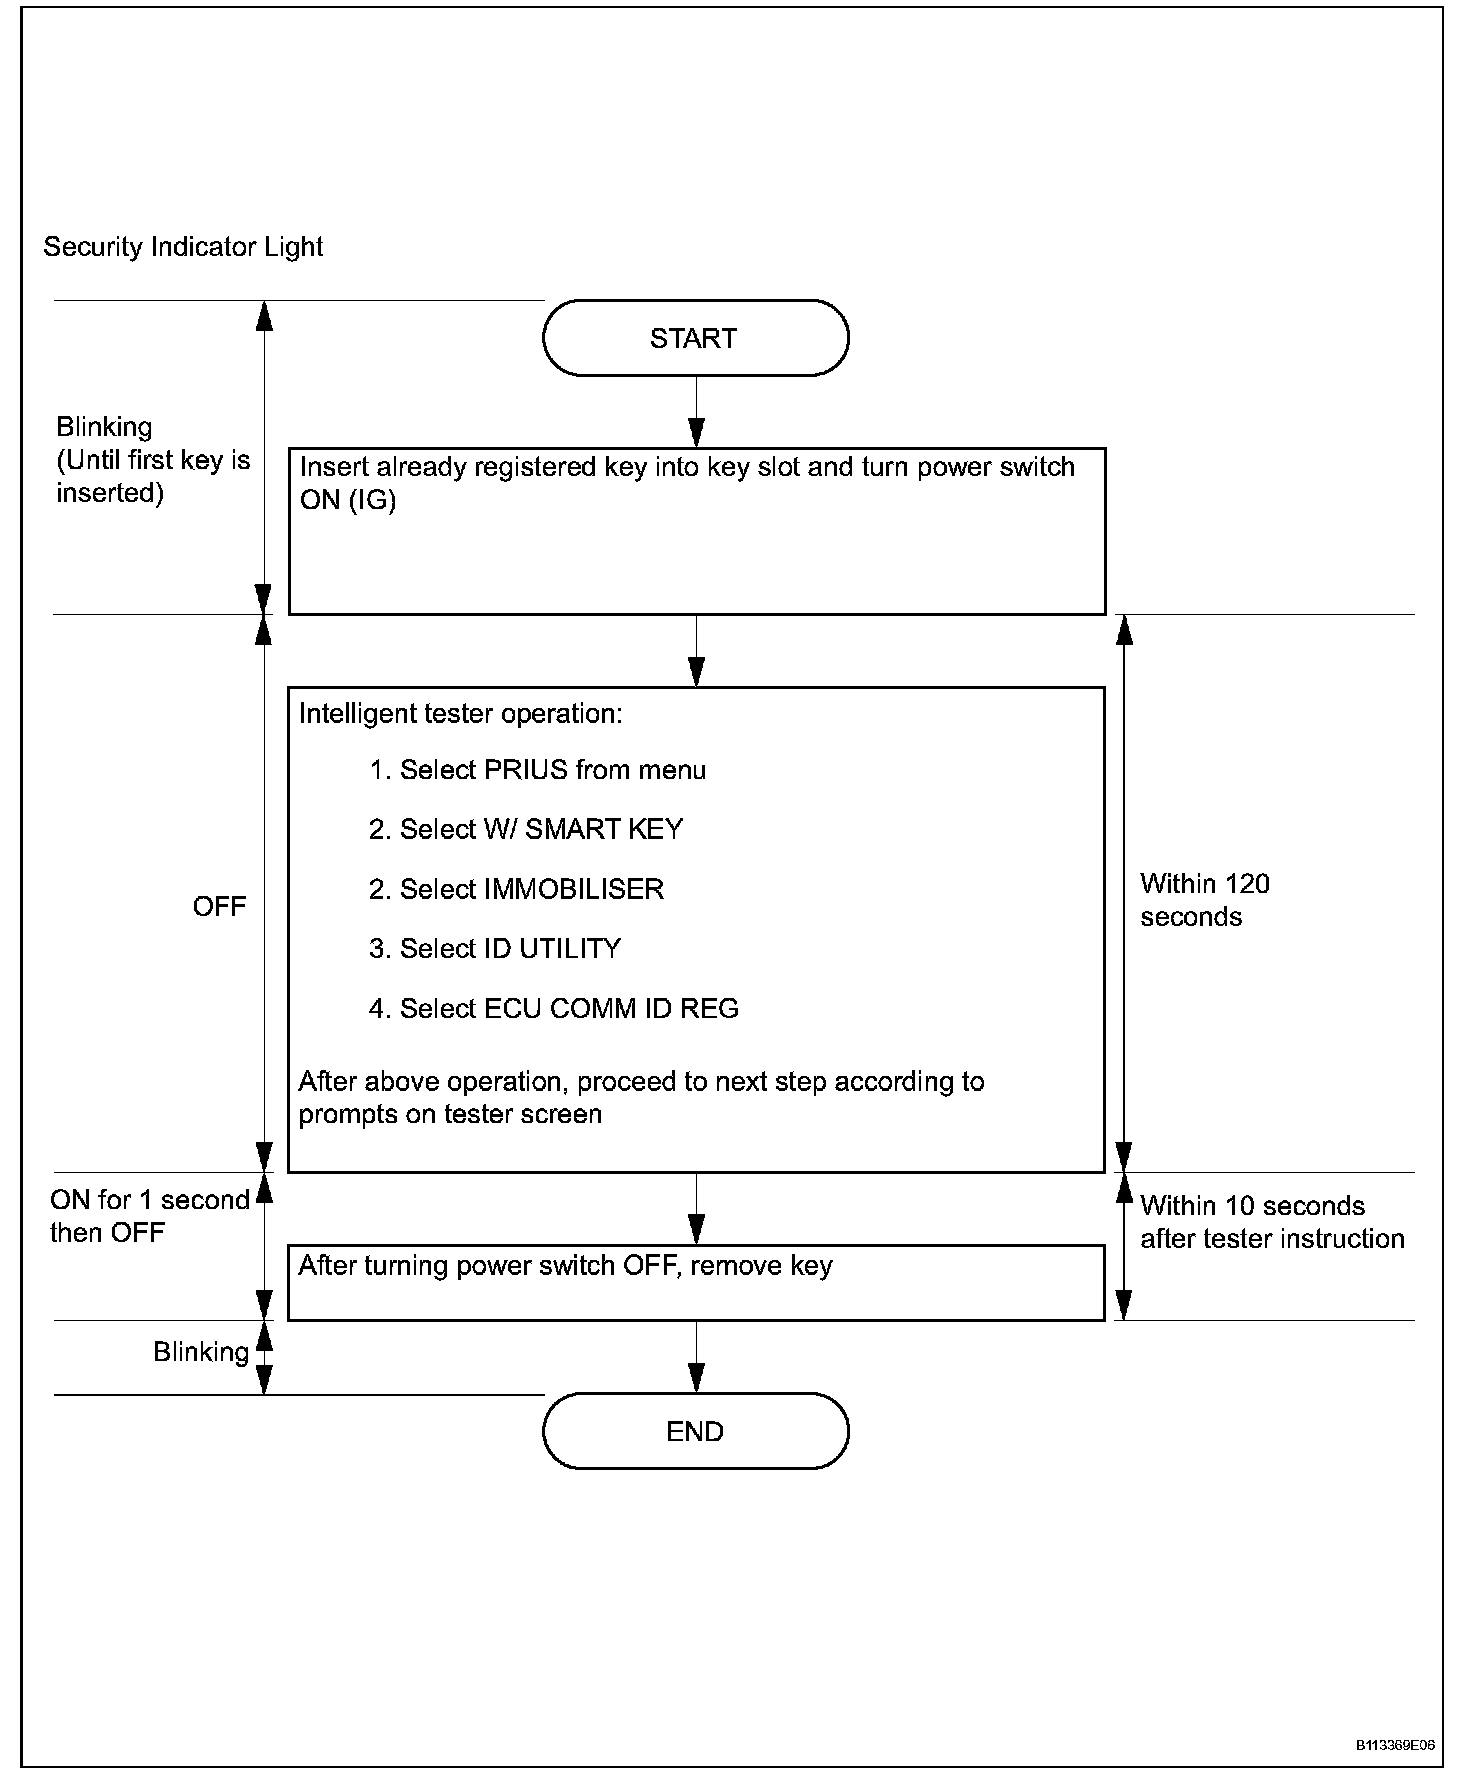 Security Indicator Light
START
Blinking
(Until first key is
inserted)
Insert already registered key into key slot and turn power switch
ON (IG)
Intelligent tester operation:
1. Select PRIUS from menu
2. Select W/ SMART KEY
2. Select IMMOBILISER
3. Select ID UTILITY
4. Select ECU COMM ID REG
After above operation, proceed to next step according to
prompts on tester screen
OFF
Within 120
seconds
ON for 1 second
then OFF
Within 10 seconds
after tester instruction
After turning power switch OFF, remove key
Blinking
END
B113369E06